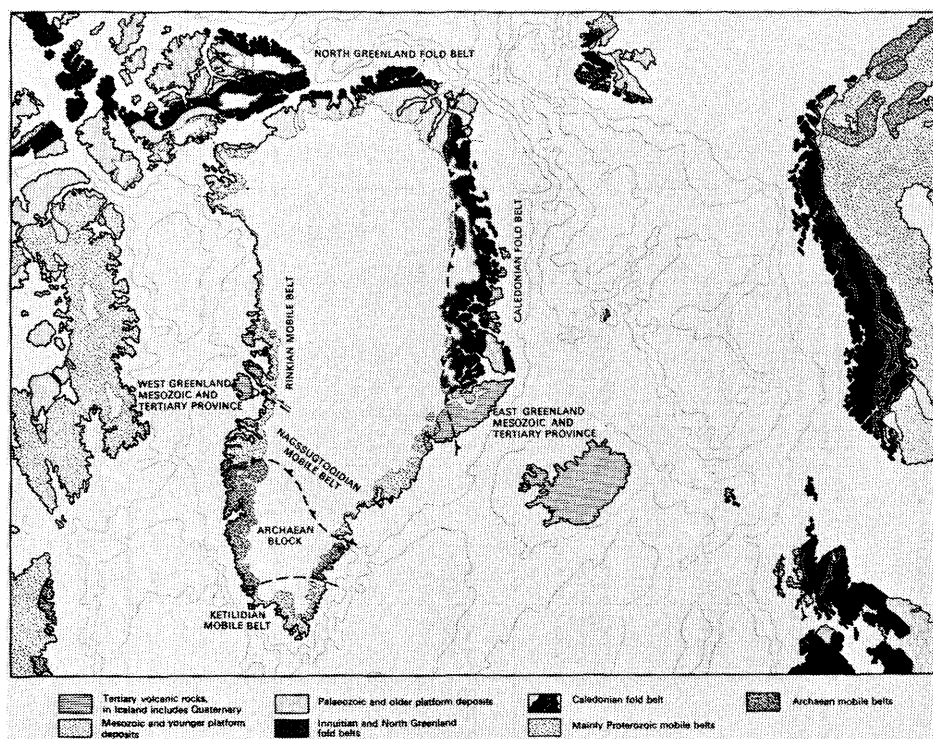 NORTH GREENLAND FOLD BELT
CALEDONIAN FOLD BELT
RINKIAN MOBILE BELT
WEST GREENLAND
MESOZOIC AND
TERTIARY PROVINCE
EAST GREENLAND
MESOZOIC AND
TERTIARY PROVINCE
NAGSSUGTOQIDIAN
MOBILE BELT
ARCHAEAN
BLOCK
KETILIDIAN
MOBILE BELT
Tertiary volcanic rocks,
in Iceland includes Quaternary
Mesozoic and younger platform
deposits
Palaeozoic and older platform deposits
Innuitian and North Greenland
fold belts
Caledonian fold belt
Mainly Proterozoic mobile belts
Archaean mobile belts